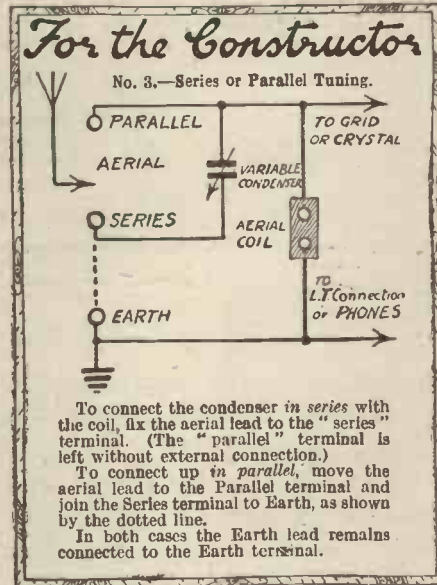 For the Constructor
No. 3.—Series or Parallel Tuning.
PARALLEL
TO GRID
OR CRYSTAL
AERIAL
VARIABLE
CONDENSER
SERIES
AERIAL
COIL
TO
L.T. Connection
or PHONES
EARTH
To connect the condenser in series with
the coil, fix the aerial lead to the “ series ”
terminal. (The “ parallel ” terminal is
left without external connection.)
To connect up in parallel, move the
aerial lead to the Parallel terminal and
join the Series terminal to Earth, as shown
by the dotted line.
In both cases the Earth lead remains
connected to the Earth terminal.